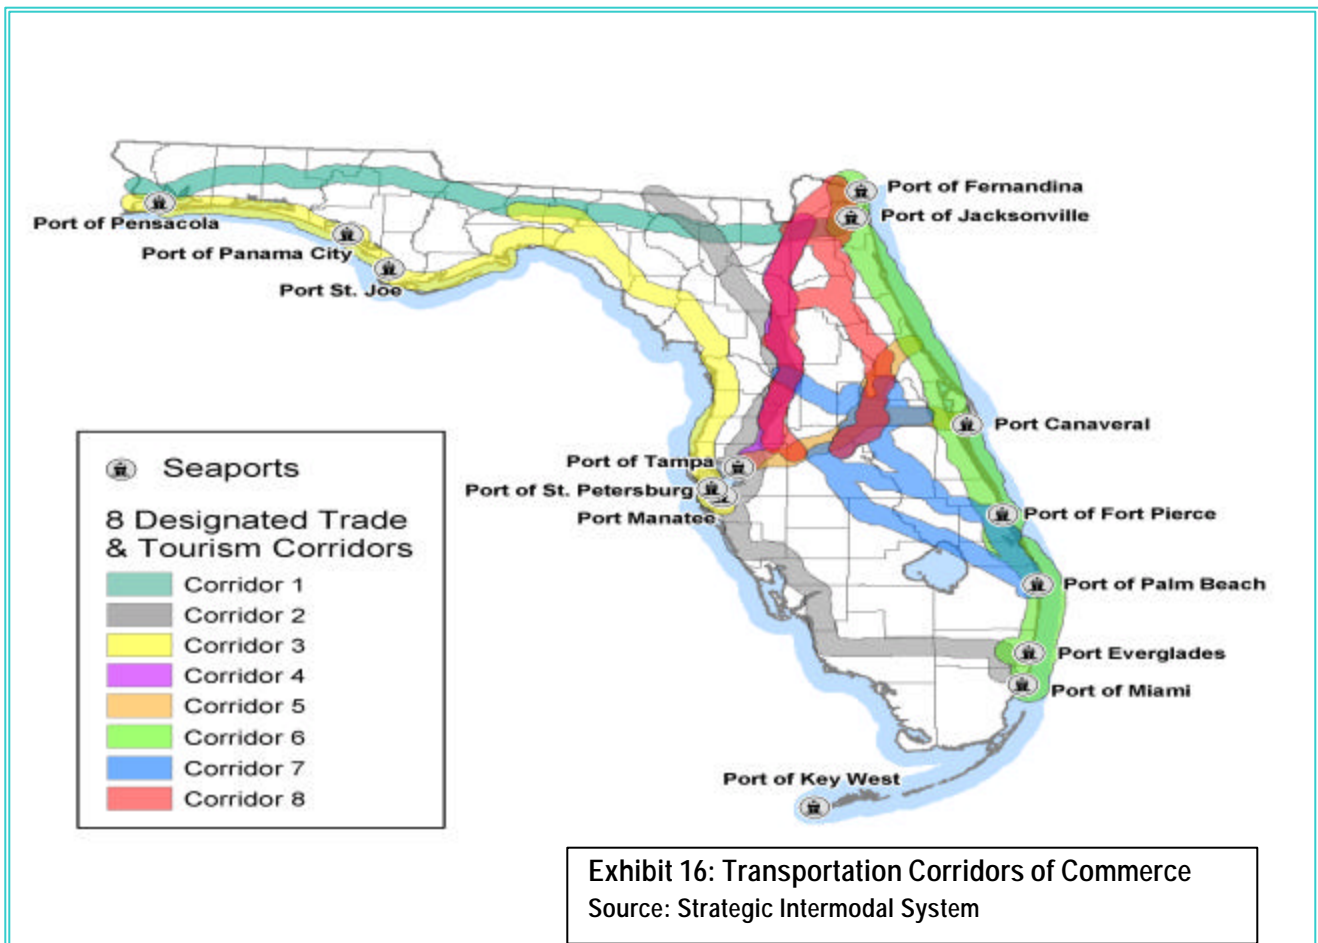 Port of Fernandina
Port of Jacksonville
Port of Pensacola
Port of Panama City
Port St. Joe
Port Canaveral
Port of Tampa
Port of St. Petersburg
Port Manatee
Port of Fort Pierce
Port of Palm Beach
Port Everglades
Port of Miami
Port of Key West
Seaports
8 Designated Trade
& Tourism Corridors
Corridor 1
Corridor 2
Corridor 3
Corridor 4
Corridor 5
Corridor 6
Corridor 7
Corridor 8
Exhibit 16: Transportation Corridors of Commerce
Source: Strategic Intermodal System